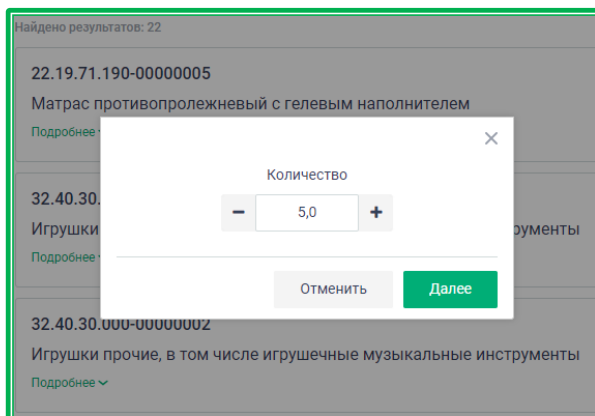 Найдено результатов: 22
22.19.71.190-00000005
Матрас противопролежневый с гелевым наполнителем
Подробнее
Количество
− 5,0 +
Отменить Далее
32.40.30.
Игрушки рументы
Подробнее
32.40.30.000-00000002
Игрушки прочие, в том числе игрушечные музыкальные инструменты
Подробнее